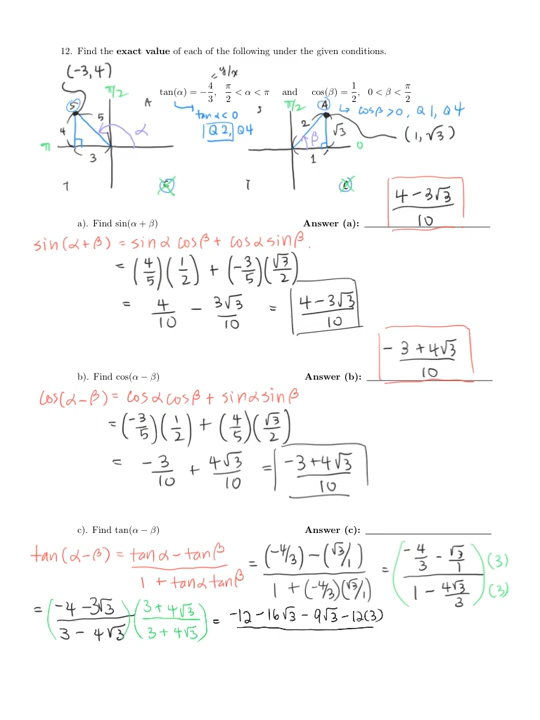 12. Find the exact value of each of the following under the given conditions.
(-3,4)
= y/x
tan(α) = -4/3, π/2 < α < π and cos(β) = 1/2, 0 < β < π/2
π/2 A
tan α < 0
Q2, Q4
π/2
A
↳ cosβ > 0, Q1, Q4
S
5
4
α
π
3
T
S
2
√3
β
1
0
(1, √3)
T
C
a). Find sin(α + β)
Answer (a): (4 - 3√3)/10
sin(α+β) = sinα cosβ + cosα sinβ.
= (4/5)(1/2) + (-3/5)(√3/2)
= 4/10 - 3√3/10 = (4 - 3√3)/10
b). Find cos(α − β)
Answer (b): (-3 + 4√3)/10
cos(α-β) = cosα cosβ + sinα sinβ
= (-3/5)(1/2) + (4/5)(√3/2)
= -3/10 + 4√3/10 = (-3+4√3)/10
c). Find tan(α − β)
Answer (c):
tan(α-β) = (tanα - tanβ)/(1 + tanα tanβ) = ((-4/3) - (√3/1))/(1 + (-4/3)(√3/1)) = ((-4/3 - √3/1)/(1 - 4√3/3)) (3)/(3)
= ((-4-3√3)/(3-4√3)) ((3+4√3)/(3+4√3)) = -12-16√3-9√3-12(3)